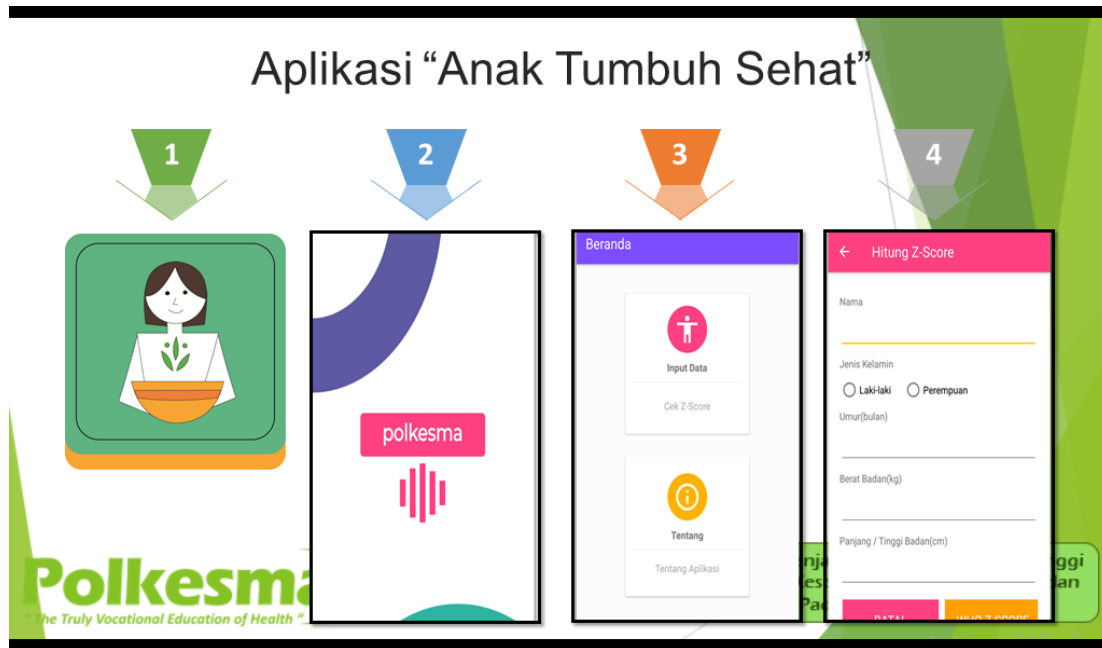 Aplikasi “Anak Tumbuh Sehat”
1
2
3
4
polkesma
Beranda
Input Data
Cek Z-Score
Tentang
Tentang Aplikasi
Hitung Z-Score
Nama
Jenis Kelamin
Laki-laki Perempuan
Umur(bulan)
Berat Badan(kg)
Panjang / Tinggi Badan(cm)
BATAL WHO Z-SCORE
Polkesma
"The Truly Vocational Education of Health "